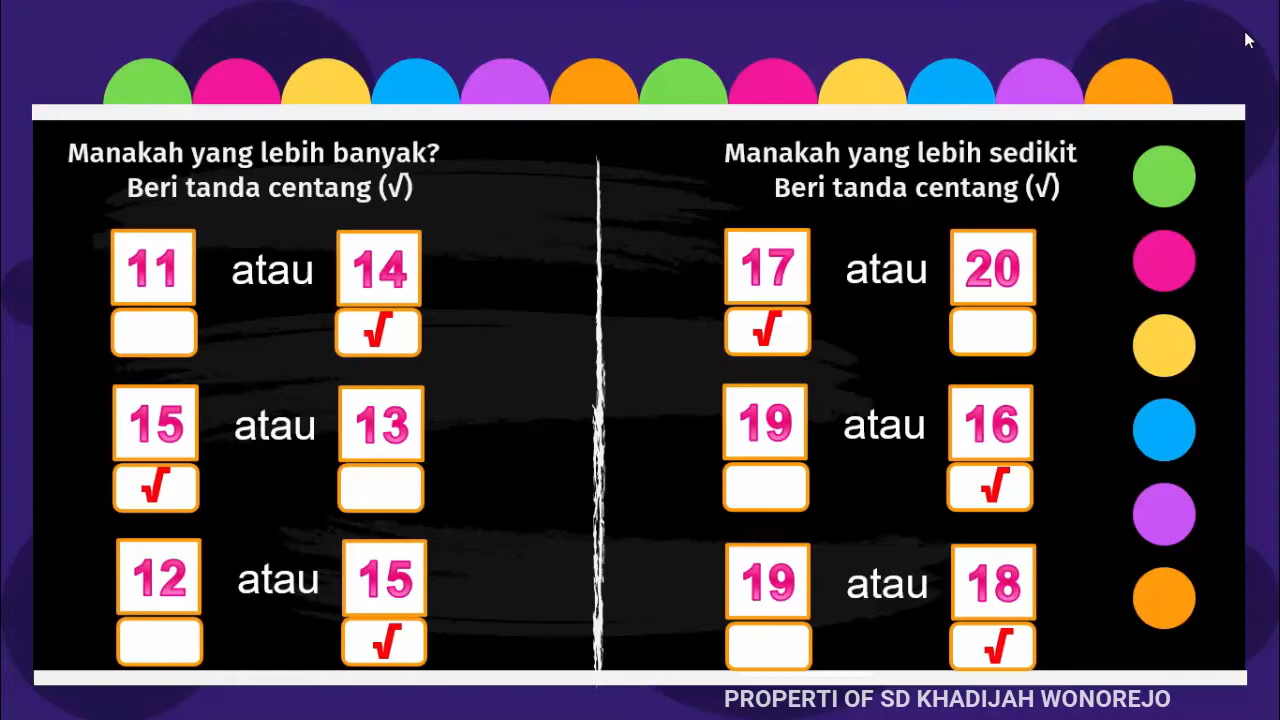 Manakah yang lebih banyak?
Beri tanda centang (√)
11 atau 14
√
15 atau 13
√
12 atau 15
√
Manakah yang lebih sedikit
Beri tanda centang (√)
17 atau 20
√
19 atau 16
√
19 atau 18
√
PROPERTI OF SD KHADIJAH WONOREJO